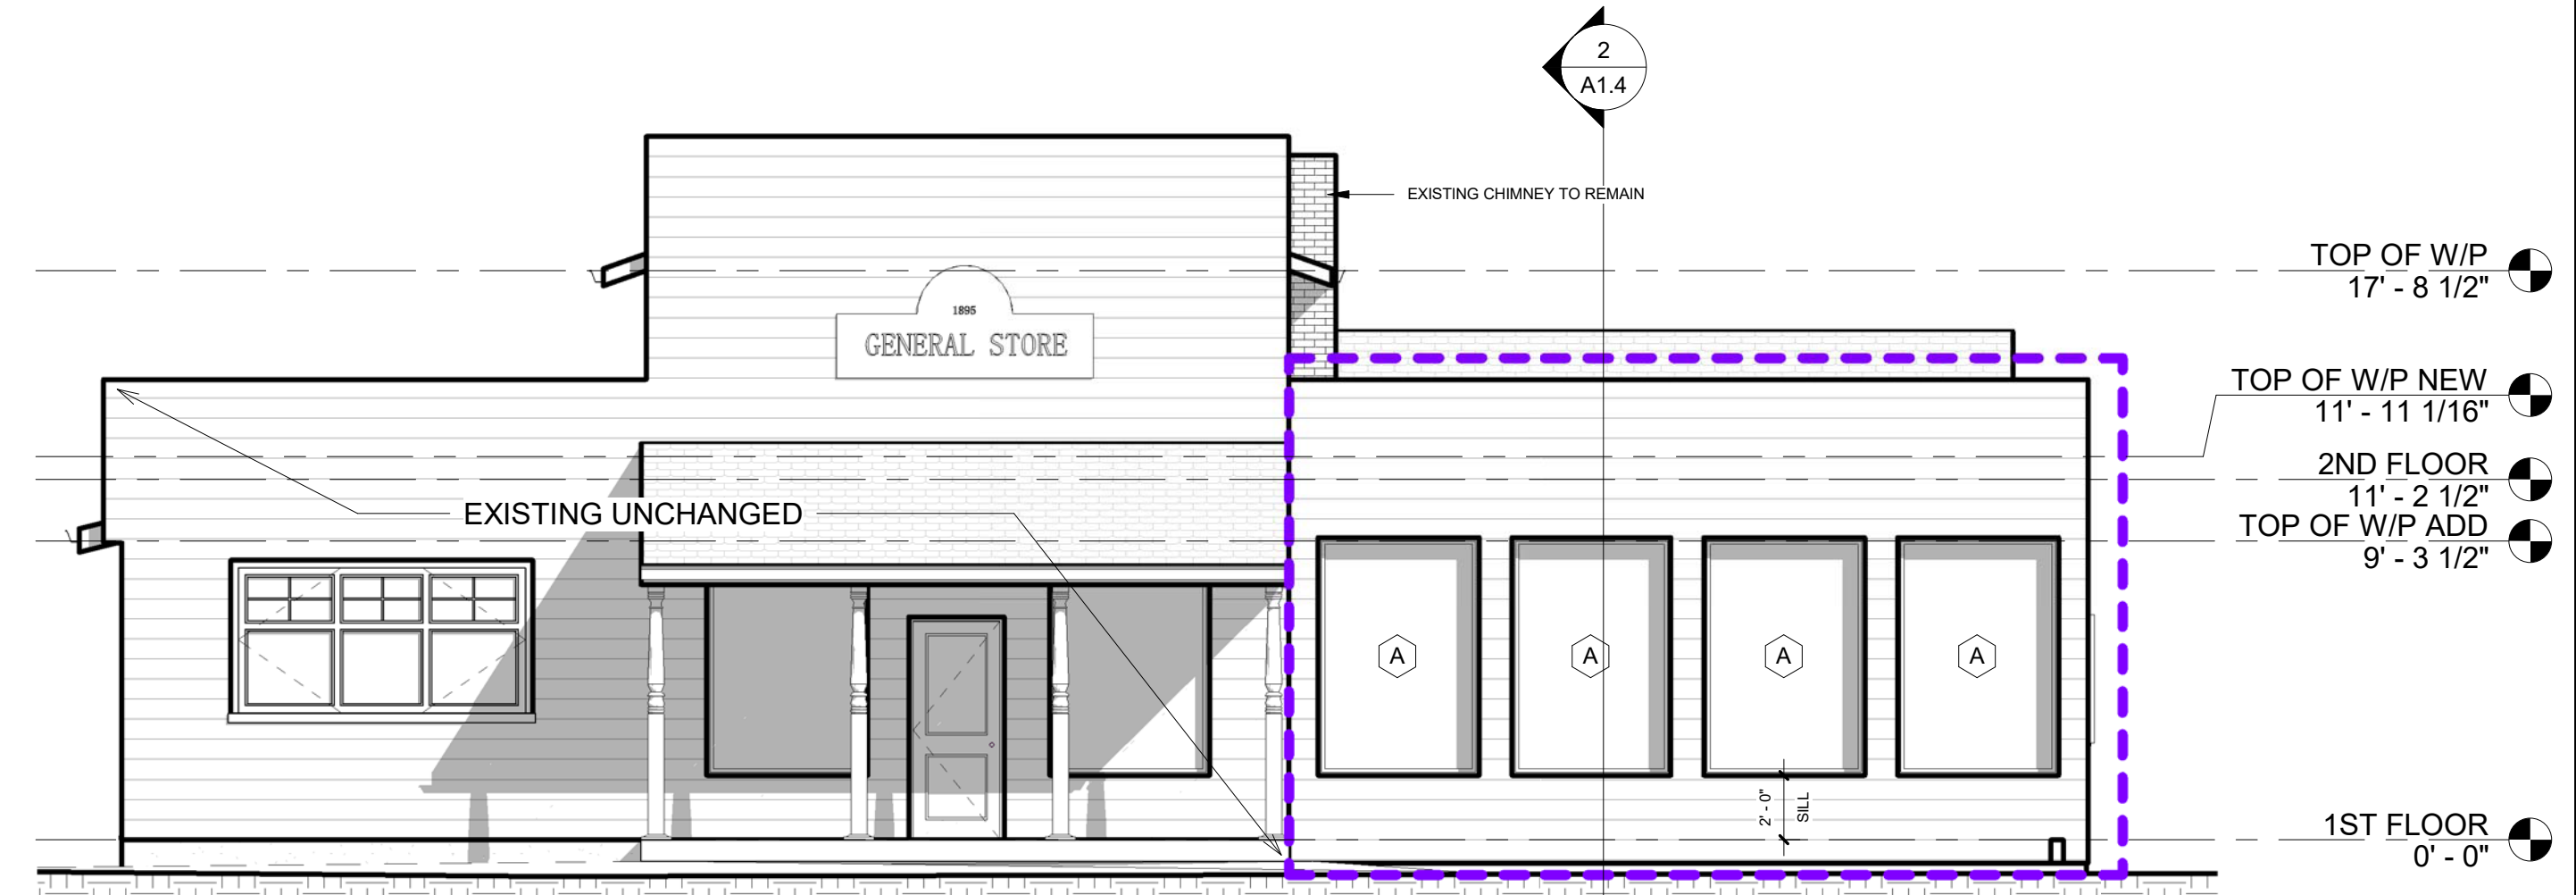 2
A1.4
EXISTING CHIMNEY TO REMAIN
TOP OF W/P
17' - 8 1/2"
1895
GENERAL STORE
TOP OF W/P NEW
11' - 11 1/16"
2ND FLOOR
11' - 2 1/2"
EXISTING UNCHANGED
TOP OF W/P ADD
9' - 3 1/2"
A
A
A
A
2' - 0"
SILL
1ST FLOOR
0' - 0"